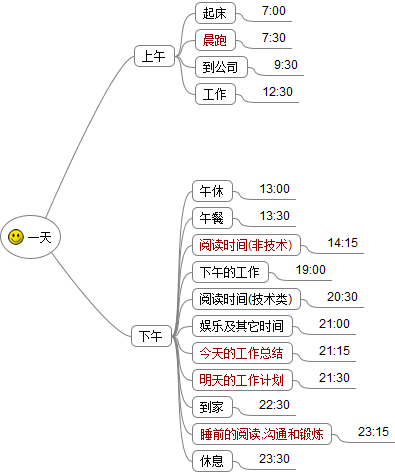 一天
上午
起床 7:00
晨跑 7:30
到公司 9:30
工作 12:30
下午
午休 13:00
午餐 13:30
阅读时间(非技术) 14:15
下午的工作 19:00
阅读时间(技术类) 20:30
娱乐及其它时间 21:00
今天的工作总结 21:15
明天的工作计划 21:30
到家 22:30
睡前的阅读,沟通和锻炼 23:15
休息 23:30